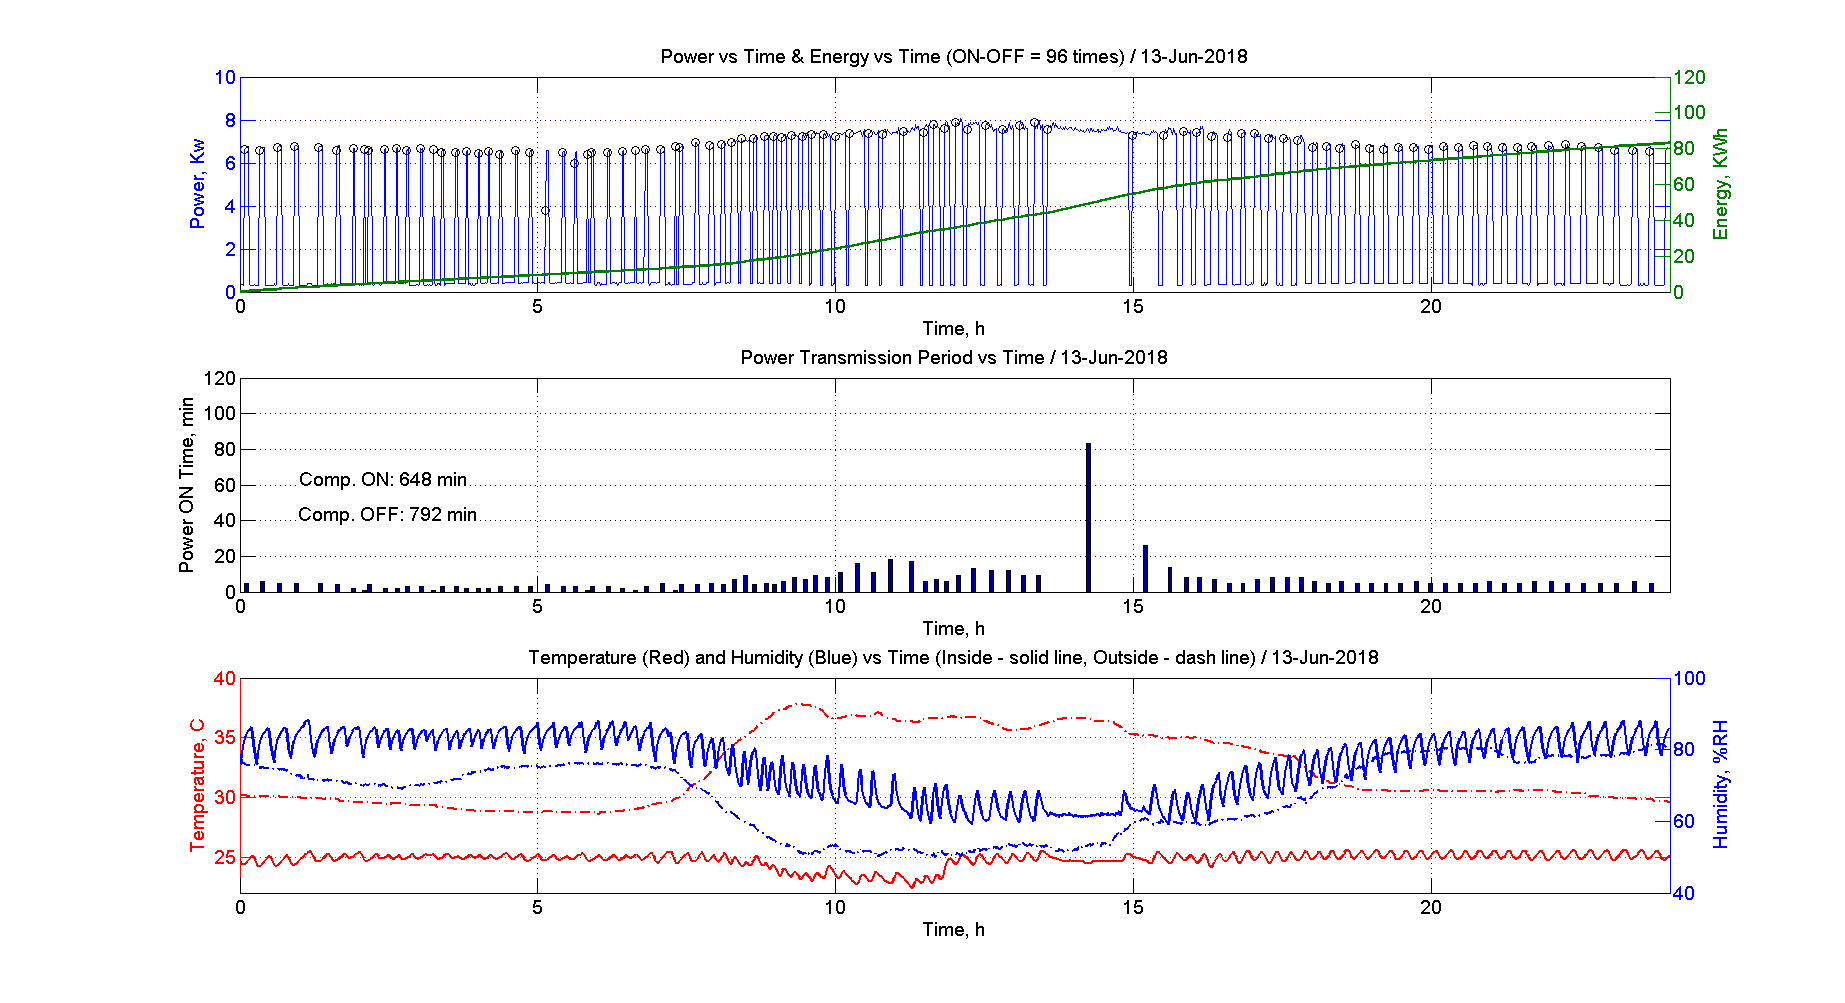 Power vs Time & Energy vs Time (ON-OFF = 96 times) / 13-Jun-2018
10
8
6
4
2
0
Power, Kw
120
100
80
60
40
20
0
Energy, KWh
0 5 10 15 20
Time, h
Power Transmission Period vs Time / 13-Jun-2018
120
100
80
60
40
20
0
Power ON Time, min
Comp. ON: 648 min
Comp. OFF: 792 min
0 5 10 15 20
Time, h
Temperature (Red) and Humidity (Blue) vs Time (Inside - solid line, Outside - dash line) / 13-Jun-2018
40
35
30
25
Temperature, C
100
80
60
40
Humidity, %RH
0 5 10 15 20
Time, h